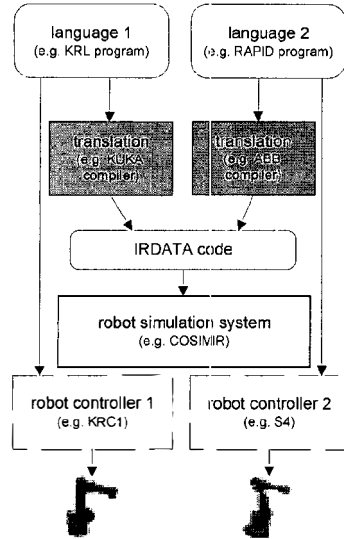 language 1
(e.g. KRL program)
language 2
(e.g. RAPID program)
translation
(e.g. KUKA
compiler)
translation
(e.g. ABB
compiler)
IRDATA code
robot simulation system
(e.g. COSIMIR)
robot controller 1
(e.g. KRC1)
robot controller 2
(e.g. S4)